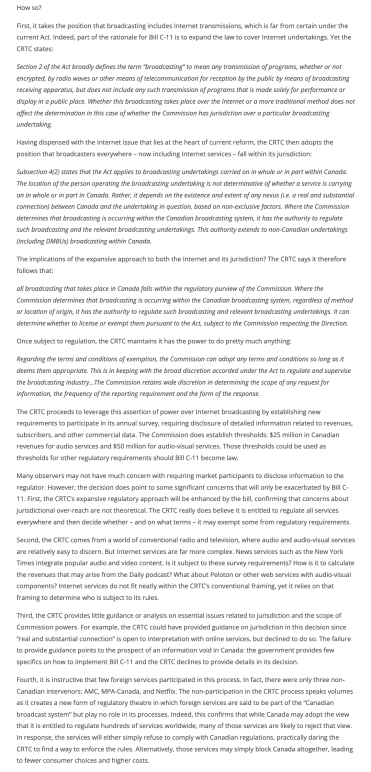 How so?
First, it takes the position that broadcasting includes Internet transmissions, which is far from certain under the
current Act. Indeed, part of the rationale for Bill C-11 is to expand the law to cover Internet undertakings. Yet the
CRTC states:
Section 2 of the Act broadly defines the term "broadcasting" to mean any transmission of programs, whether or not
encrypted, by radio waves or other means of telecommunication for reception by the public by means of broadcasting
receiving apparatus, but does not include any such transmission of programs that is made solely for performance or
display in a public place. Whether this broadcasting takes place over the Internet or a more traditional method does not
affect the determination in this case of whether the Commission has jurisdiction over a particular broadcasting
undertaking.
Having dispensed with the Internet issue that lies at the heart of current reform, the CRTC then adopts the
position that broadcasters everywhere – now including Internet services – fall within its jurisdiction:
Subsection 4(2) states that the Act applies to broadcasting undertakings carried on in whole or in part within Canada.
The location of the person operating the broadcasting undertaking is not determinative of whether a service is carrying
on in whole or in part in Canada. Rather, it depends on the existence and extent of any nexus (i.e. a real and substantial
connection) between Canada and the undertaking in question, based on non-exclusive factors. Where the Commission
determines that broadcasting is occurring within the Canadian broadcasting system, it has the authority to regulate
such broadcasting and the relevant broadcasting undertakings. This authority extends to non-Canadian undertakings
(including DMBUs) broadcasting within Canada.
The implications of the expansive approach to both the Internet and its jurisdiction? The CRTC says it therefore
follows that:
all broadcasting that takes place in Canada falls within the regulatory purview of the Commission. Where the
Commission determines that broadcasting is occurring within the Canadian broadcasting system, regardless of method
or location of origin, it has the authority to regulate such broadcasting and relevant broadcasting undertakings. It can
determine whether to license or exempt them pursuant to the Act, subject to the Commission respecting the Direction.
Once subject to regulation, the CRTC maintains it has the power to do pretty much anything:
Regarding the terms and conditions of exemption, the Commission can adopt any terms and conditions so long as it
deems them appropriate. This is in keeping with the broad discretion accorded under the Act to regulate and supervise
the broadcasting industry...The Commission retains wide discretion in determining the scope of any request for
information, the frequency of the reporting requirement and the form of the response.
The CRTC proceeds to leverage this assertion of power over Internet broadcasting by establishing new
requirements to participate in its annual survey, requiring disclosure of detailed information related to revenues,
subscribers, and other commercial data. The Commission does establish thresholds: $25 million in Canadian
revenues for audio services and $50 million for audio-visual services. Those thresholds could be used as
thresholds for other regulatory requirements should Bill C-11 become law.
Many observers may not have much concern with requiring market participants to disclose information to the
regulator. However, the decision does point to some significant concerns that will only be exacerbated by Bill C-
11. First, the CRTC's expansive regulatory approach will be enhanced by the bill, confirming that concerns about
jurisdictional over-reach are not theoretical. The CRTC really does believe it is entitled to regulate all services
everywhere and then decide whether – and on what terms – it may exempt some from regulatory requirements.
Second, the CRTC comes from a world of conventional radio and television, where audio and audio-visual services
are relatively easy to discern. But Internet services are far more complex. News services such as the New York
Times integrate popular audio and video content. Is it subject to these survey requirements? How is it to calculate
the revenues that may arise from the Daily podcast? What about Peloton or other web services with audio-visual
components? Internet services do not fit neatly within the CRTC's conventional framing, yet it relies on that
framing to determine who is subject to its rules.
Third, the CRTC provides little guidance or analysis on essential issues related to jurisdiction and the scope of
Commission powers. For example, the CRTC could have provided guidance on jurisdiction in this decision since
"real and substantial connection" is open to interpretation with online services, but declined to do so. The failure
to provide guidance points to the prospect of an information void in Canada: the government provides few
specifics on how to implement Bill C-11 and the CRTC declines to provide details in its decision.
Fourth, it is instructive that few foreign services participated in this process. In fact, there were only three non-
Canadian intervenors: AMC, MPA-Canada, and Netflix. The non-participation in the CRTC process speaks volumes
as it creates a new form of regulatory theatre in which foreign services are said to be part of the "Canadian
broadcast system" but play no role in its processes. Indeed, this confirms that while Canada may adopt the view
that it is entitled to regulate hundreds of services worldwide, many of those services are likely to reject that view.
In response, the services will either simply refuse to comply with Canadian regulations, practically daring the
CRTC to find a way to enforce the rules. Alternatively, those services may simply block Canada altogether, leading
to fewer consumer choices and higher costs.